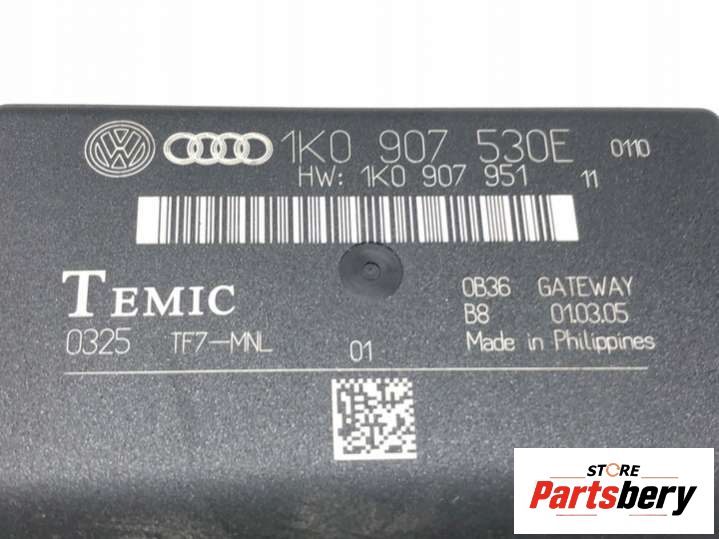 1K0 907 530E 0110
HW: 1K0 907 951 11
TEMIC
0325 TF7-MNL 01
0B36 GATEWAY
B8 01.03.05
Made in Philippines
STORE
Partsbery